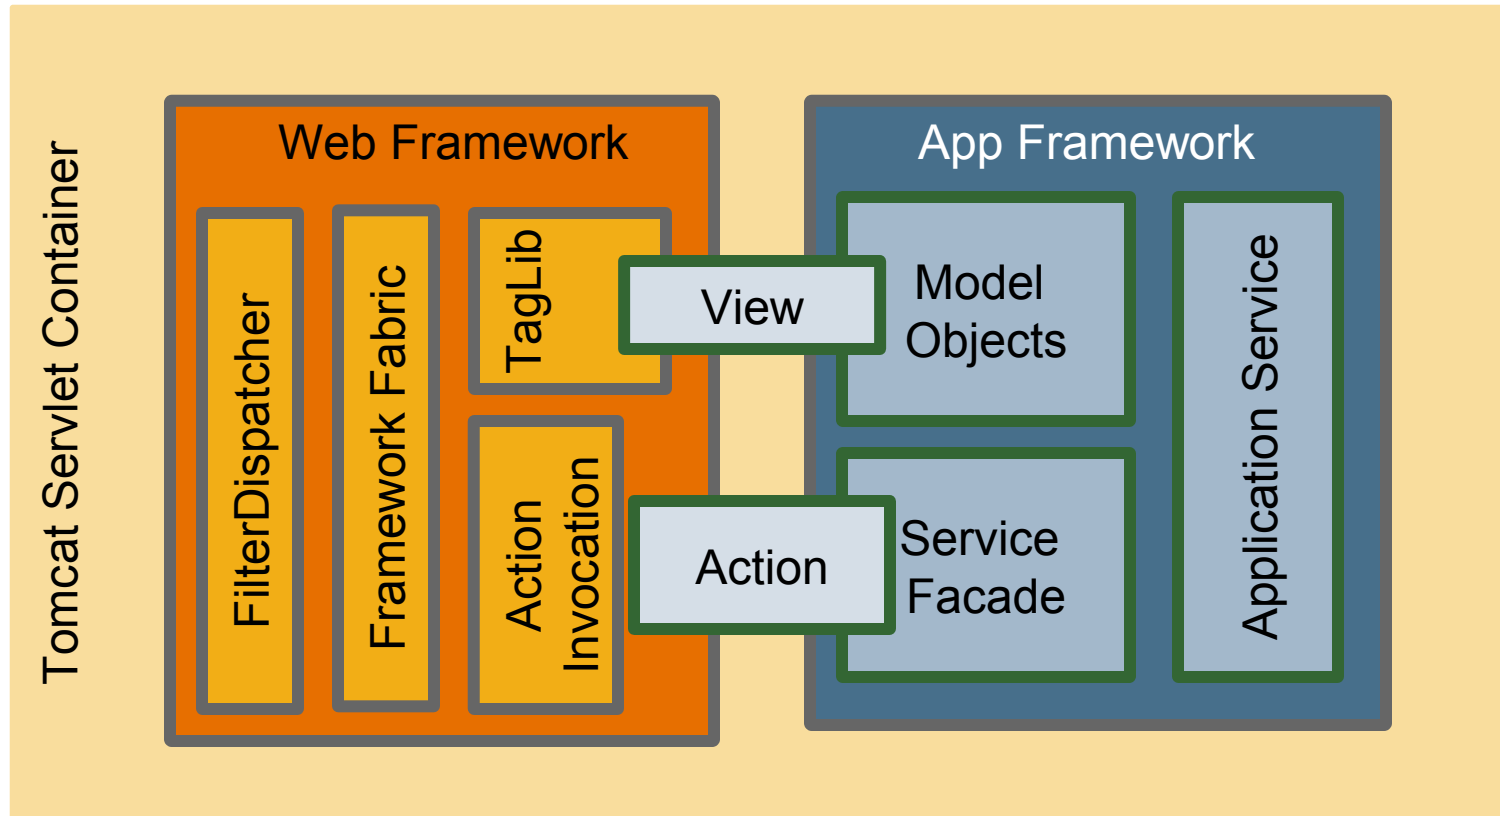 Tomcat Servlet Container
Web Framework
FilterDispatcher
Framework Fabric
TagLib
Action
Invocation
View
Action
App Framework
Model
Objects
Service
Facade
Application Service